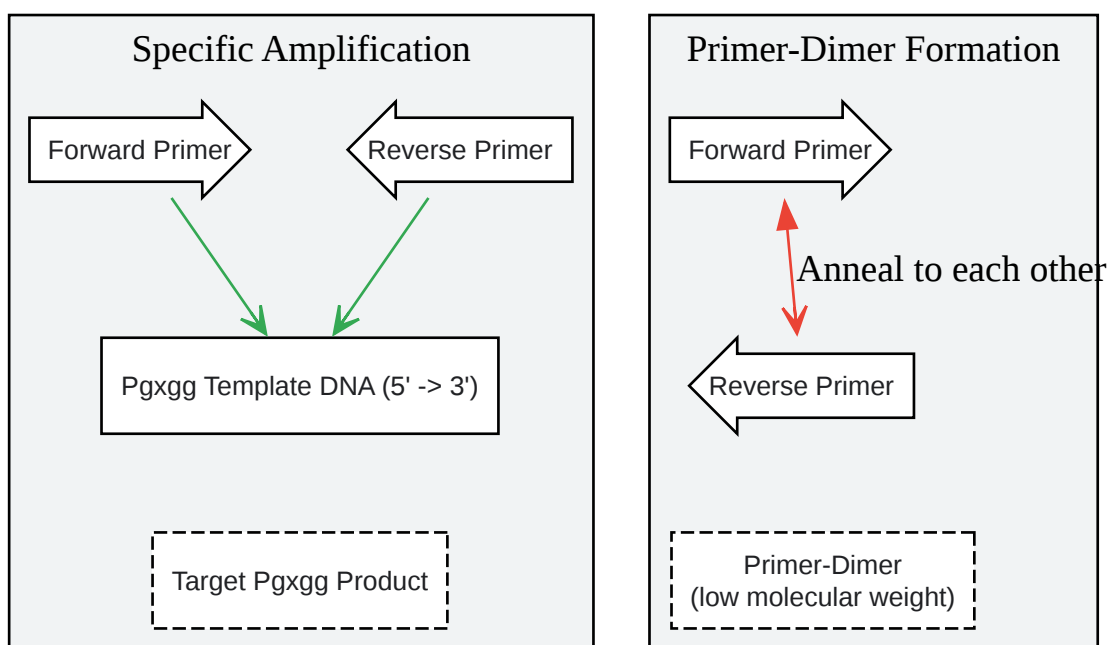 Specific Amplification
Forward Primer
Reverse Primer
Pgxgg Template DNA (5' -> 3')
Target Pgxgg Product
Primer-Dimer Formation
Forward Primer
Anneal to each other
Reverse Primer
Primer-Dimer
(low molecular weight)